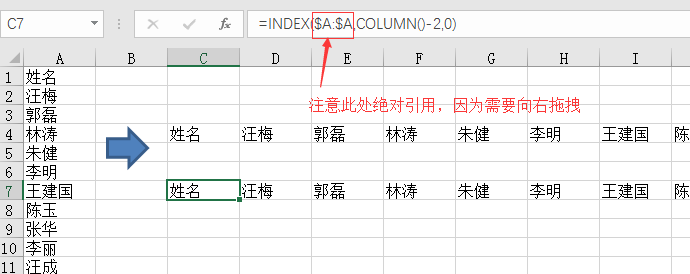 C7 =INDEX($A:$A,COLUMN()-2,0)
A B C D E F G H I
注意此处绝对引用，因为需要向右拖拽
1 姓名
2 汪梅
3 郭磊
4 林涛 姓名 汪梅 郭磊 林涛 朱健 李明 王建国 陈
5 朱健
6 李明
7 王建国 姓名 汪梅 郭磊 林涛 朱健 李明 王建国 陈
8 陈玉
9 张华
10 李丽
11 汪成